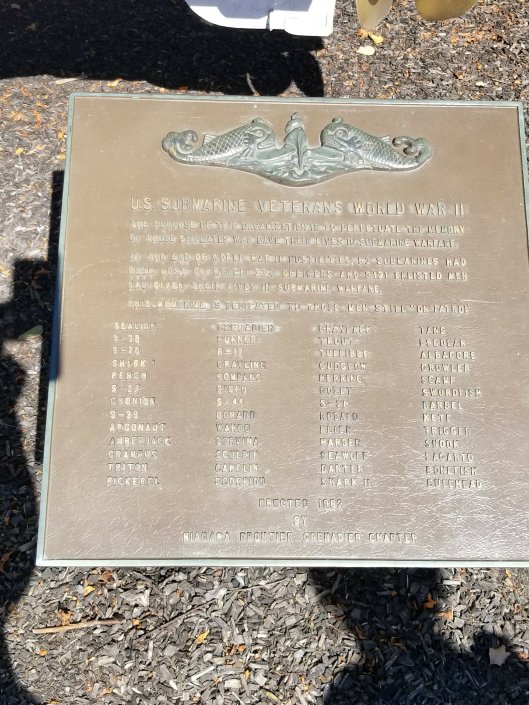 U.S. SUBMARINE VETERANS WORLD WAR II
THE PURPOSE OF THIS ORGANIZATION IS TO PERPETUATE THE MEMORY
OF THOSE SHIPMATES WHO GAVE THEIR LIVES IN SUBMARINE WARFARE.
AT THE END OF WORLD WAR II HOSTILITIES, 52 SUBMARINES HAD
BEEN LOST ON WHICH 374 OFFICERS AND 3131 ENLISTED MEN
HAD GIVEN THEIR LIVES IN SUBMARINE WARFARE.
THIS MEMORIAL IS DEDICATED TO THOSE MEN STILL "ON PATROL"
SEALION GRENADIER GRAYBACK TANG
S-36 RUNNER TROUT ESCOLAR
S-26 R-12 TULLIBEE ALBACORE
SHARK I GRAYLING GUDGEON GROWLER
PERCH POMPANO HERRING SCAMP
S-27 CISCO GOLET SWORDFISH
GRUNION S-44 S-28 BARBEL
S-39 DORADO ROBALO KETE
ARGONAUT WAHOO FLIER TRIGGER
AMBERJACK CORVINA HARDER SNOOK
GRAMPUS SCULPIN SEAWOLF LAGARTO
TRITON CAPELIN DARTER BONEFISH
PICKEREL SCORPION SHARK II BULLHEAD
ERECTED 1962
BY
NIAGARA FRONTIER GRENADIER CHAPTER